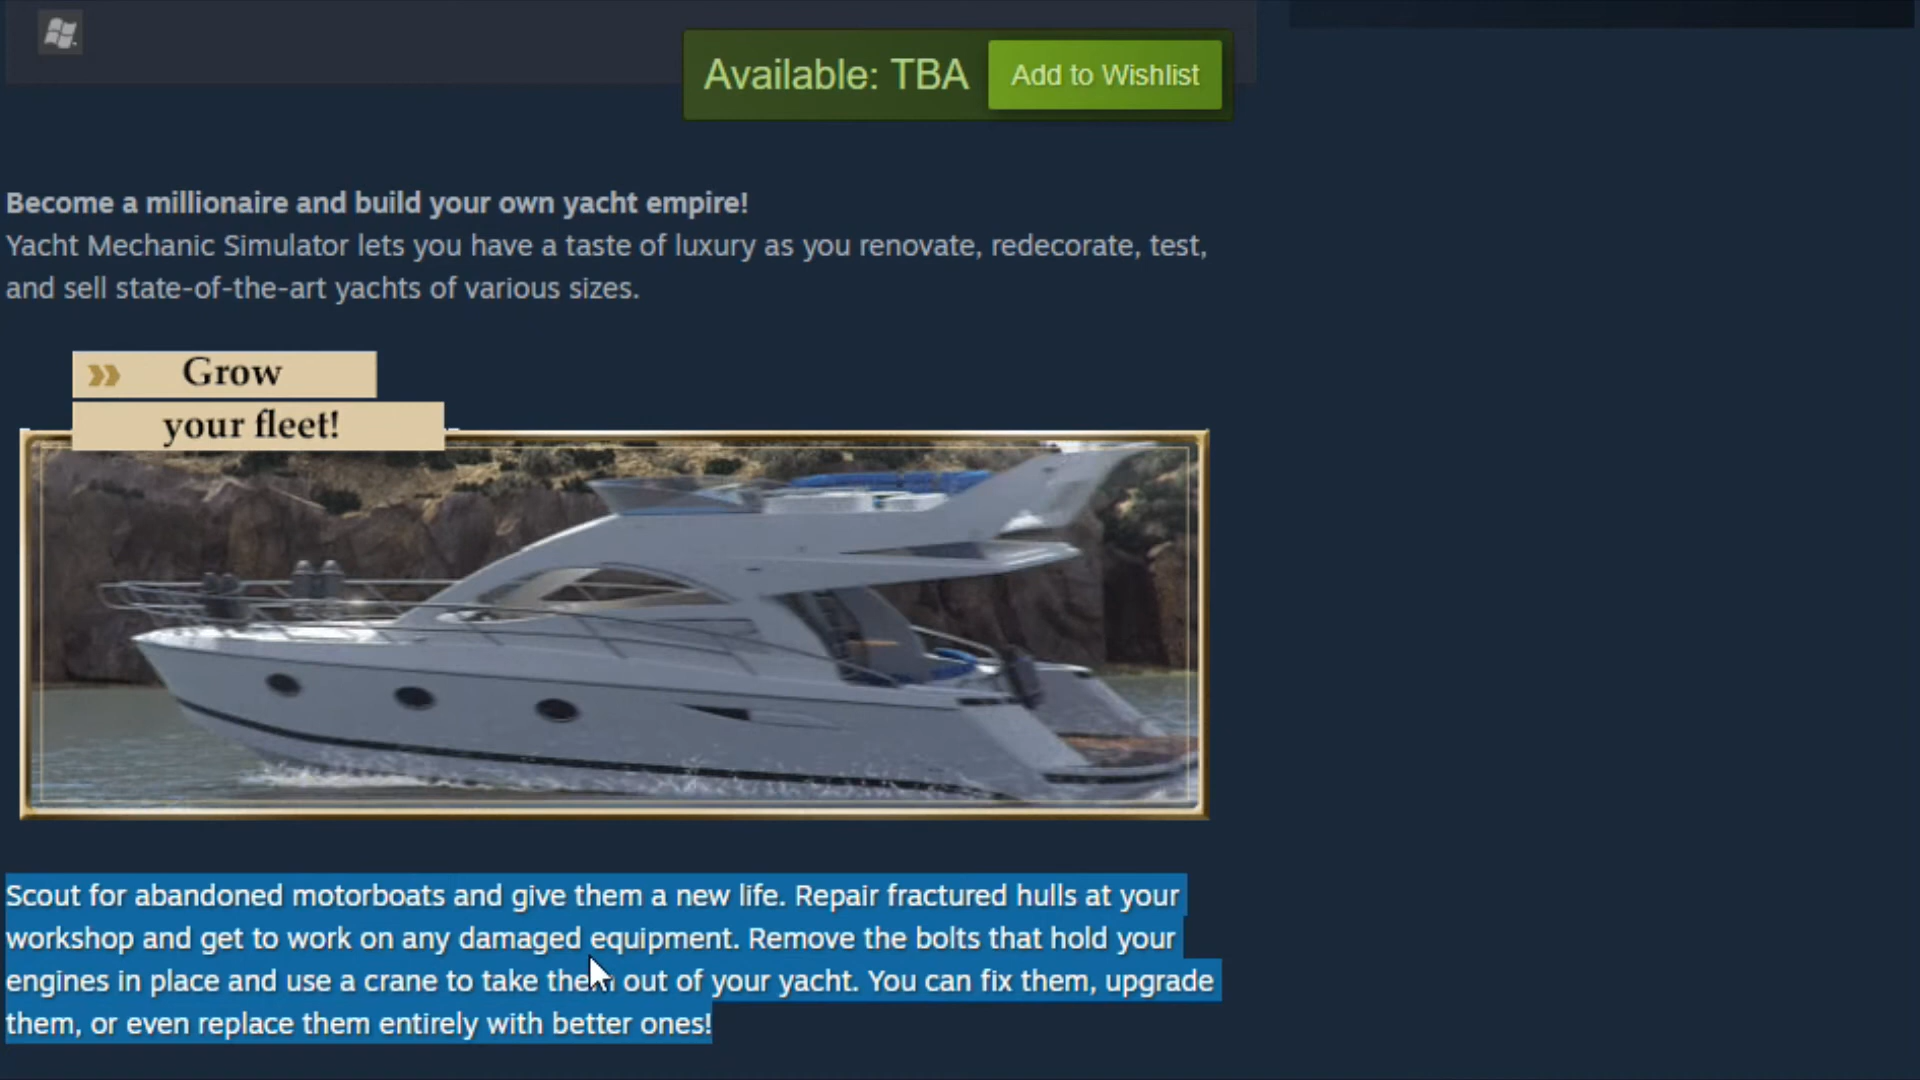 Available: TBA
Add to Wishlist
Become a millionaire and build your own yacht empire!
Yacht Mechanic Simulator lets you have a taste of luxury as you renovate, redecorate, test,
and sell state-of-the-art yachts of various sizes.
Grow
your fleet!
Scout for abandoned motorboats and give them a new life. Repair fractured hulls at your
workshop and get to work on any damaged equipment. Remove the bolts that hold your
engines in place and use a crane to take them out of your yacht. You can fix them, upgrade
them, or even replace them entirely with better ones!